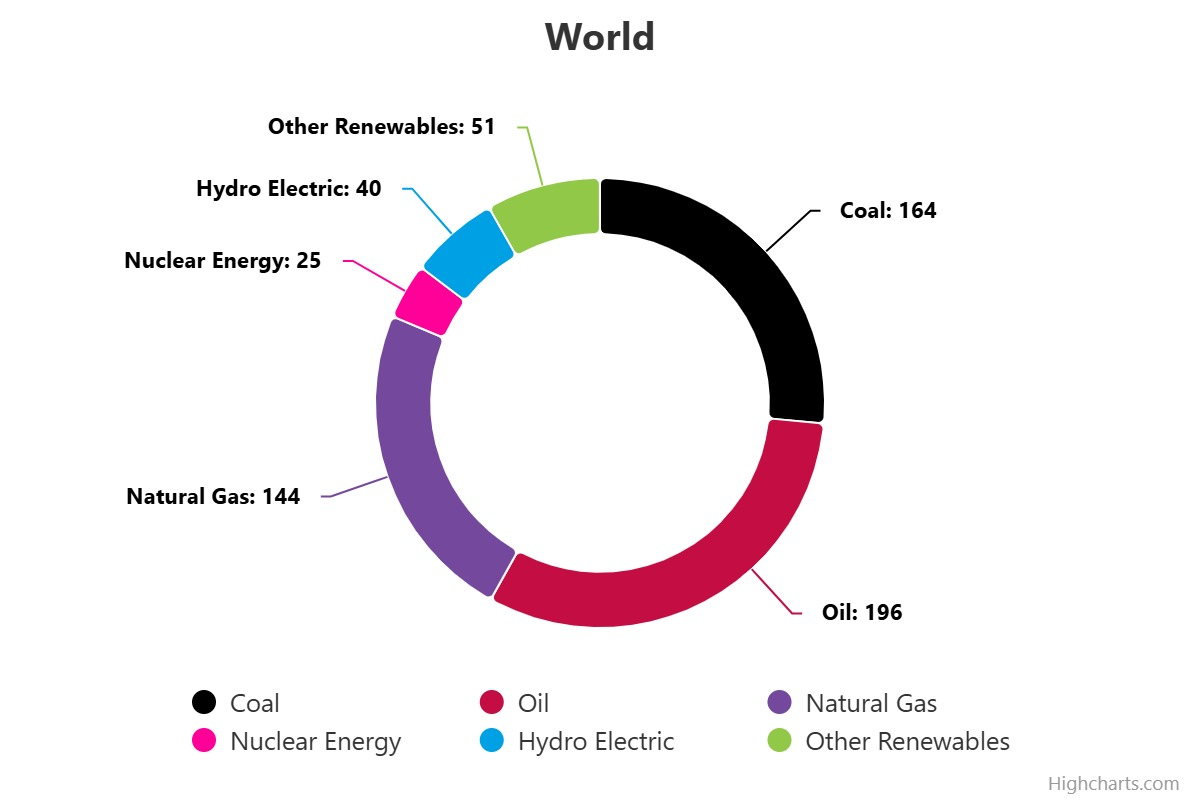 World
Other Renewables: 51
Hydro Electric: 40
Coal: 164
Nuclear Energy: 25
Natural Gas: 144
Oil: 196
Coal
Oil
Natural Gas
Nuclear Energy
Hydro Electric
Other Renewables
Highcharts.com